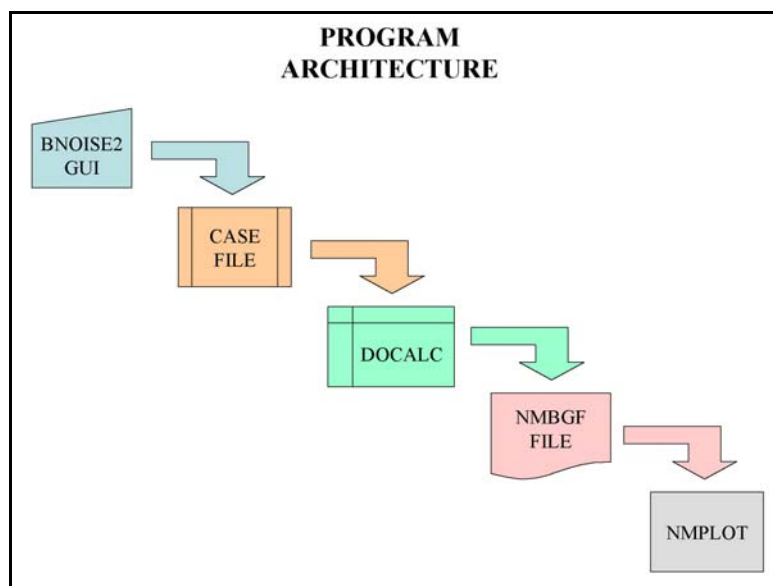 PROGRAM
ARCHITECTURE
BNOISE2
GUI
CASE
FILE
DOCALC
NMBGF
FILE
NMPLOT